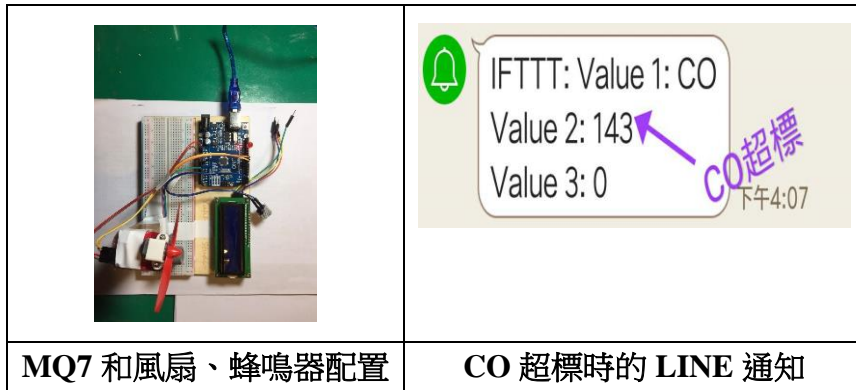 IFTTT: Value 1: CO
Value 2: 143
Value 3: 0
CO超標
下午4:07
MQ7 和風扇、蜂鳴器配置
CO 超標時的 LINE 通知